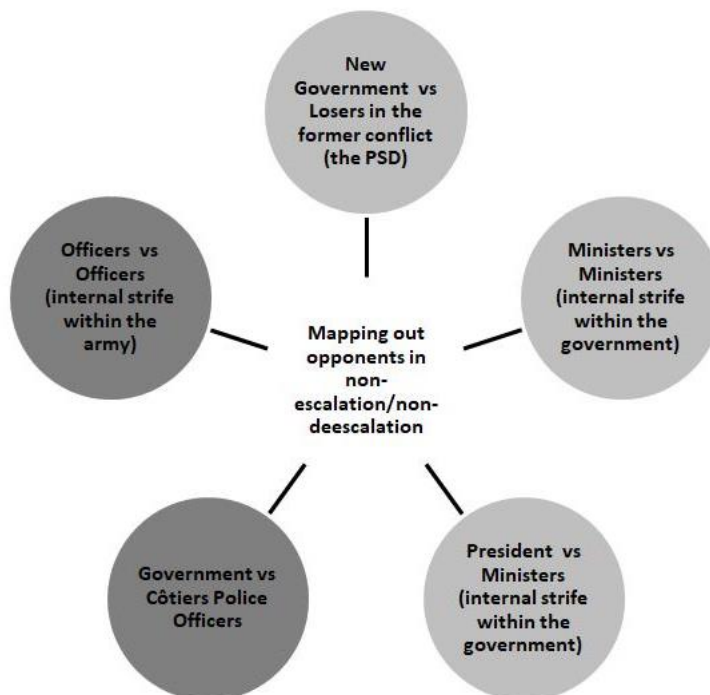 New
Government vs
Losers in the
former conflict
(the PSD)
Officers vs
Officers
(internal strife
within the
army)
Ministers vs
Ministers
(internal strife
within the
government)
Mapping out
opponents in
non-
escalation/non-
deescalation
Government vs
Côtiers Police
Officers
President vs
Ministers
(internal strife
within the
government)